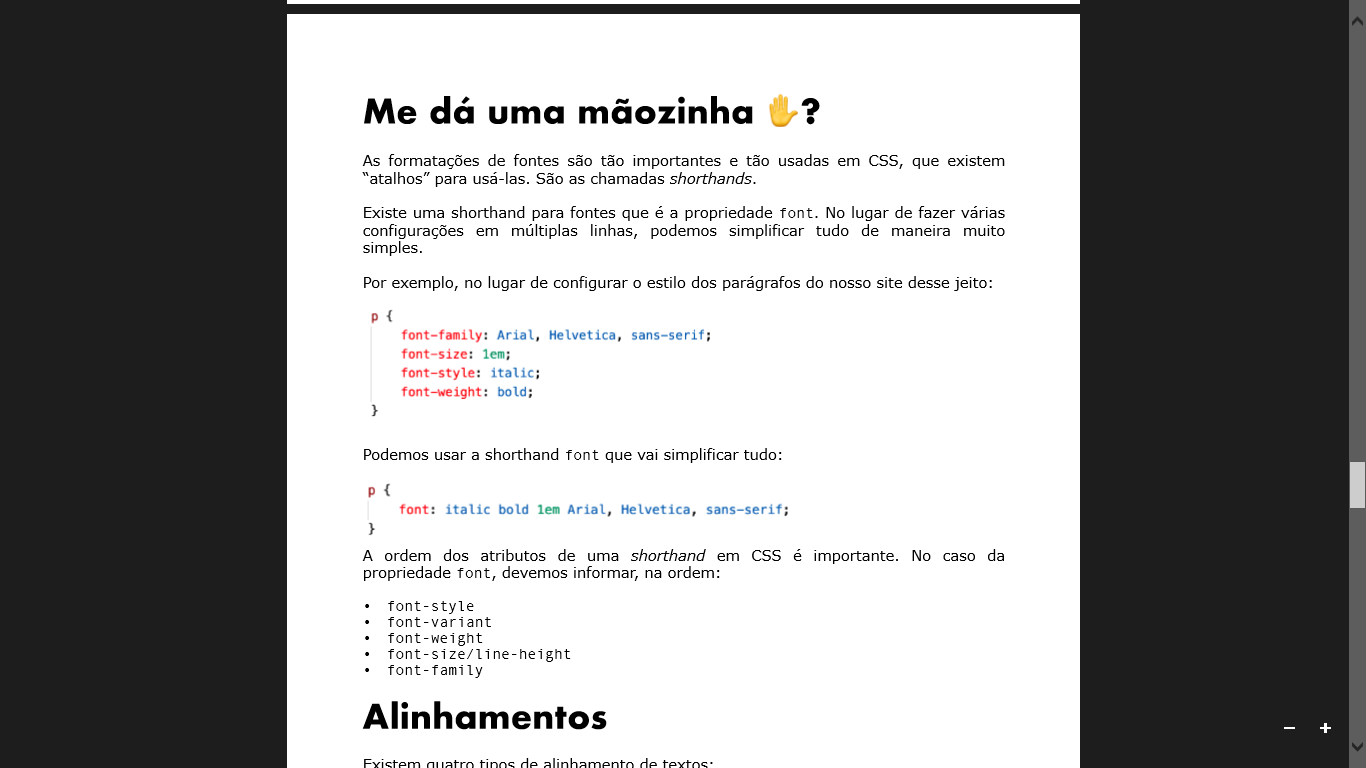 Me dá uma mãozinha ✋?
As formatações de fontes são tão importantes e tão usadas em CSS, que existem
“atalhos” para usá-las. São as chamadas shorthands.
Existe uma shorthand para fontes que é a propriedade font. No lugar de fazer várias
configurações em múltiplas linhas, podemos simplificar tudo de maneira muito
simples.
Por exemplo, no lugar de configurar o estilo dos parágrafos do nosso site desse jeito:
p {
font-family: Arial, Helvetica, sans-serif;
font-size: 1em;
font-style: italic;
font-weight: bold;
}
Podemos usar a shorthand font que vai simplificar tudo:
p {
font: italic bold 1em Arial, Helvetica, sans-serif;
}
A ordem dos atributos de uma shorthand em CSS é importante. No caso da
propriedade font, devemos informar, na ordem:
• font-style
• font-variant
• font-weight
• font-size/line-height
• font-family
Alinhamentos
Existem quatro tipos de alinhamento de textos: